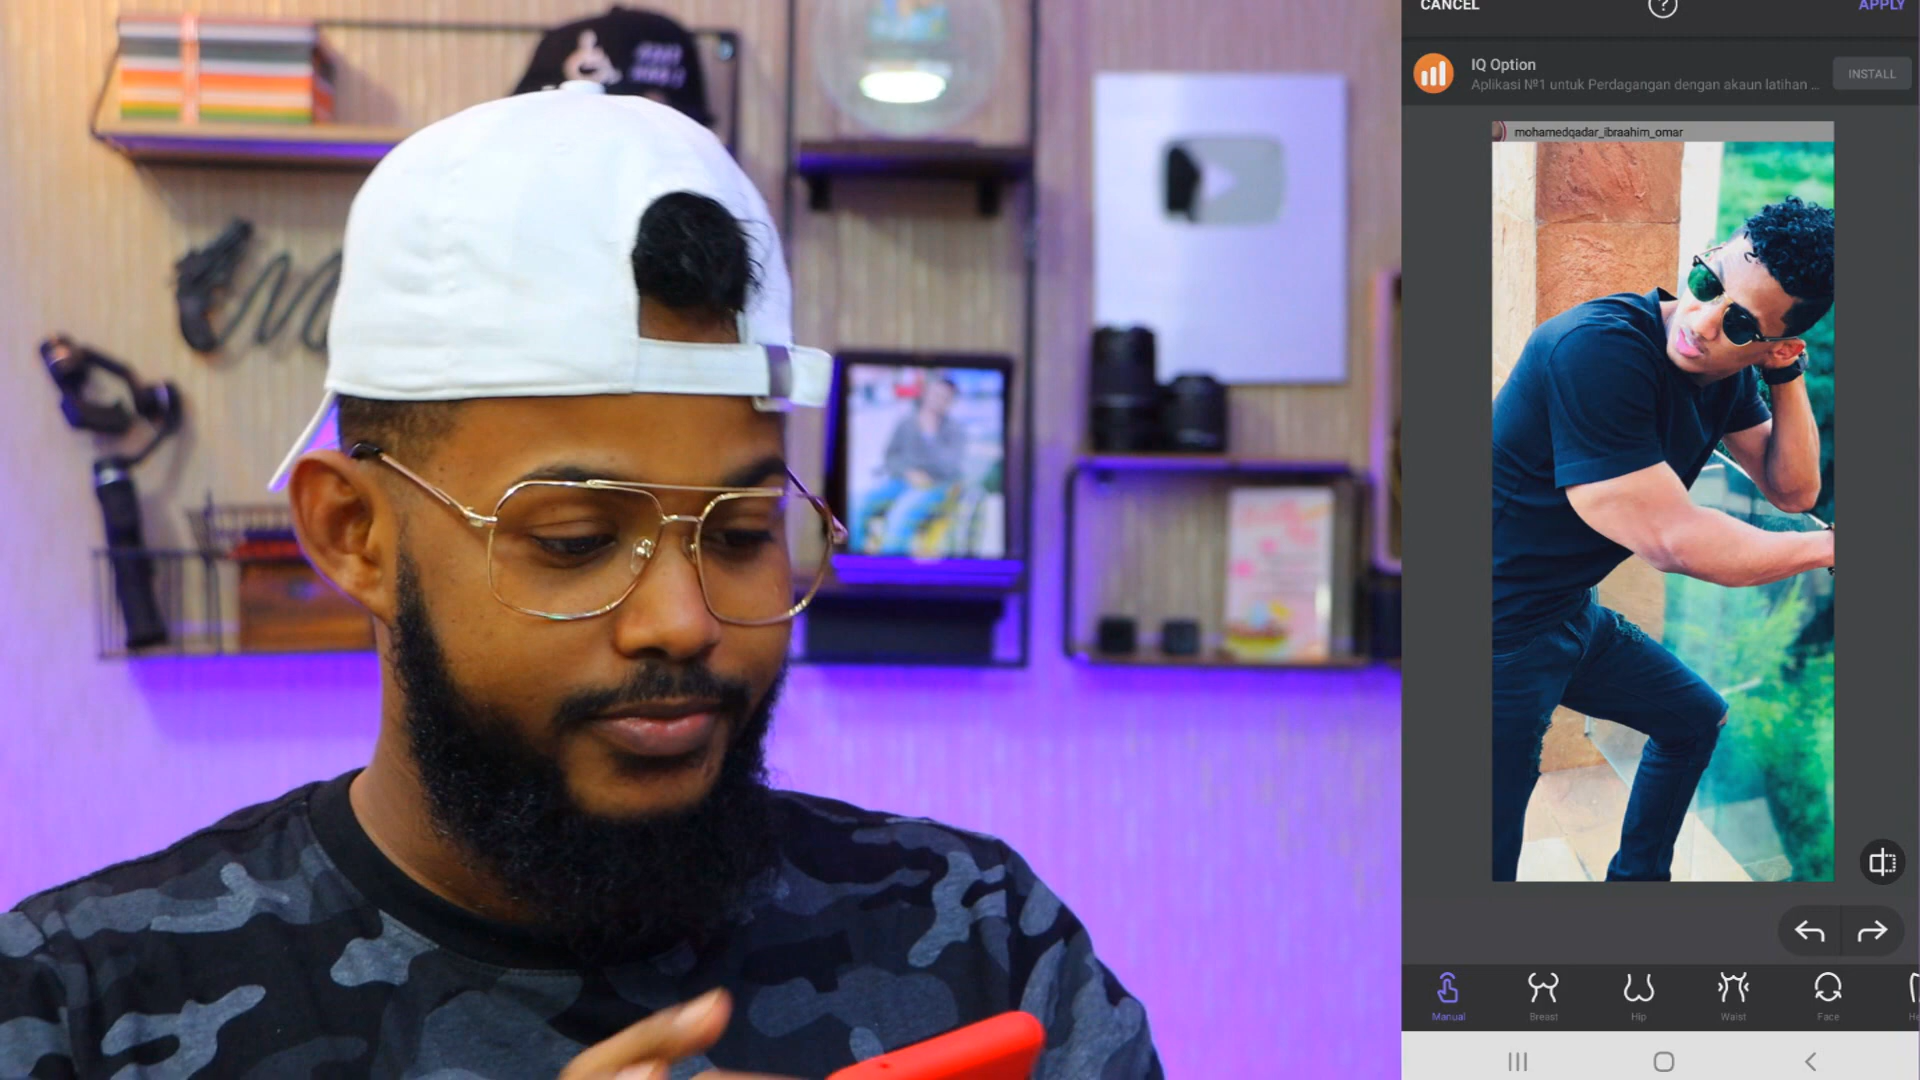 CANCEL
?
APPLY
IQ Option
Aplikasi №1 untuk Perdagangan dengan akaun latihan ...
INSTALL
mohamedqadar_ibraahim_omar
Manual
Breast
Hip
Waist
Face